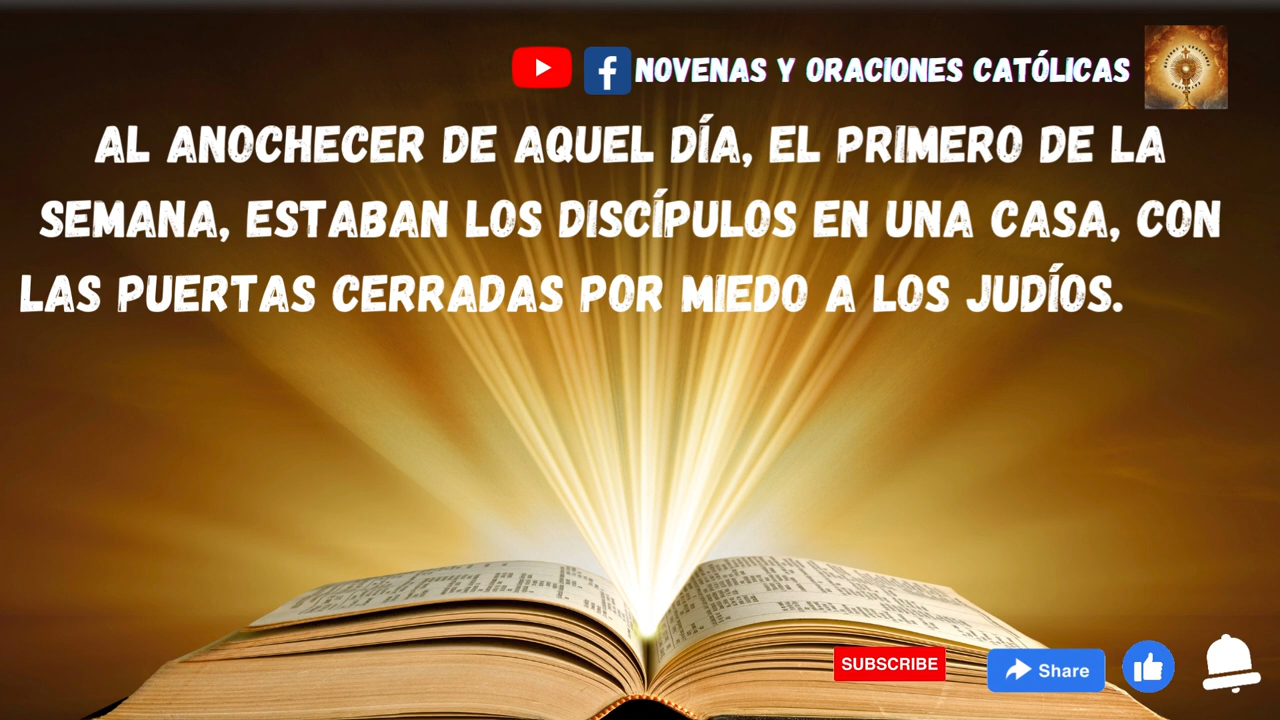 NOVENAS Y ORACIONES CATÓLICAS
AL ANOCHECER DE AQUEL DÍA, EL PRIMERO DE LA
SEMANA, ESTABAN LOS DISCÍPULOS EN UNA CASA, CON
LAS PUERTAS CERRADAS POR MIEDO A LOS JUDÍOS.
SUBSCRIBE
Share